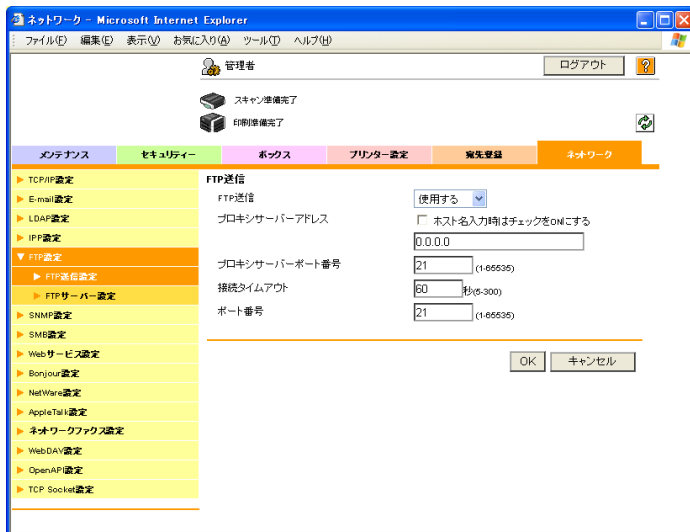 ネットワーク - Microsoft Internet Explorer
ファイル(F) 編集(E) 表示(V) お気に入り(A) ツール(T) ヘルプ(H)
管理者
ログアウト
?
スキャン準備完了
印刷準備完了
メンテナンス セキュリティー ボックス プリンター設定 宛先登録 ネットワーク
TCP/IP設定
E-mail設定
LDAP設定
IPP設定
FTP設定
FTP送信設定
FTPサーバー設定
SNMP設定
SMB設定
Webサービス設定
Bonjour設定
NetWare設定
AppleTalk設定
ネットワークファクス設定
WebDAV設定
OpenAPI設定
TCP Socket設定
FTP送信
FTP送信 使用する
プロキシサーバーアドレス ホスト名入力時はチェックをONにする
0.0.0.0
プロキシサーバーポート番号 21 (1-65535)
接続タイムアウト 60 秒(5-300)
ポート番号 21 (1-65535)
OK キャンセル